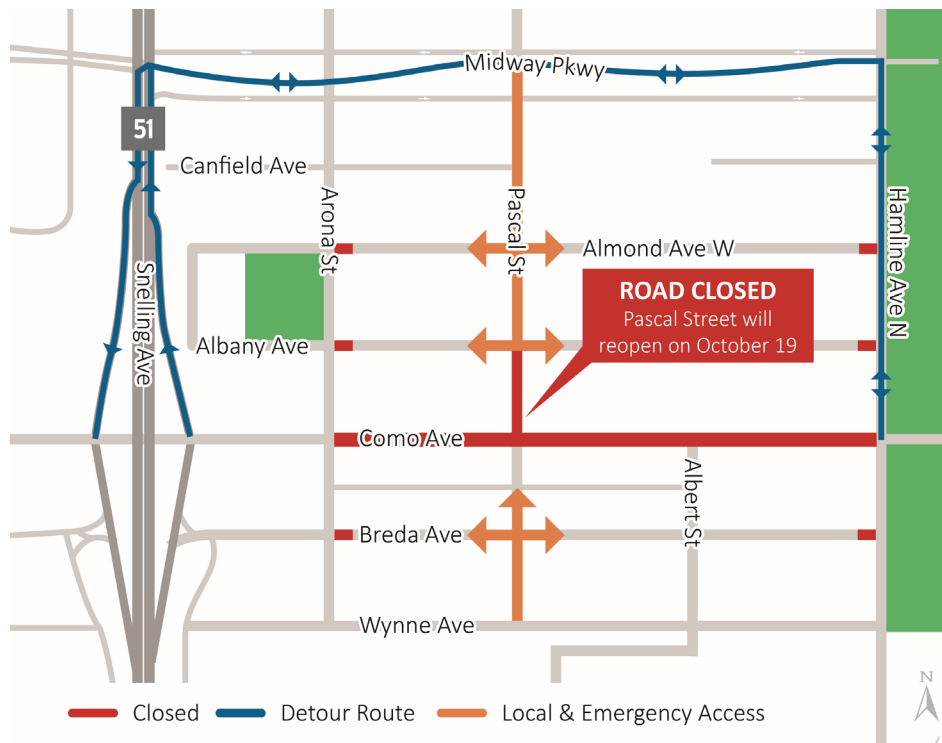 Midway Pkwy
51
Canfield Ave
Arona St
Pascal St
Hamline Ave N
Almond Ave W
Snelling Ave
ROAD CLOSED
Pascal Street will
reopen on October 19
Albany Ave
Como Ave
Albert St
Breda Ave
Wynne Ave
N
Closed
Detour Route
Local & Emergency Access